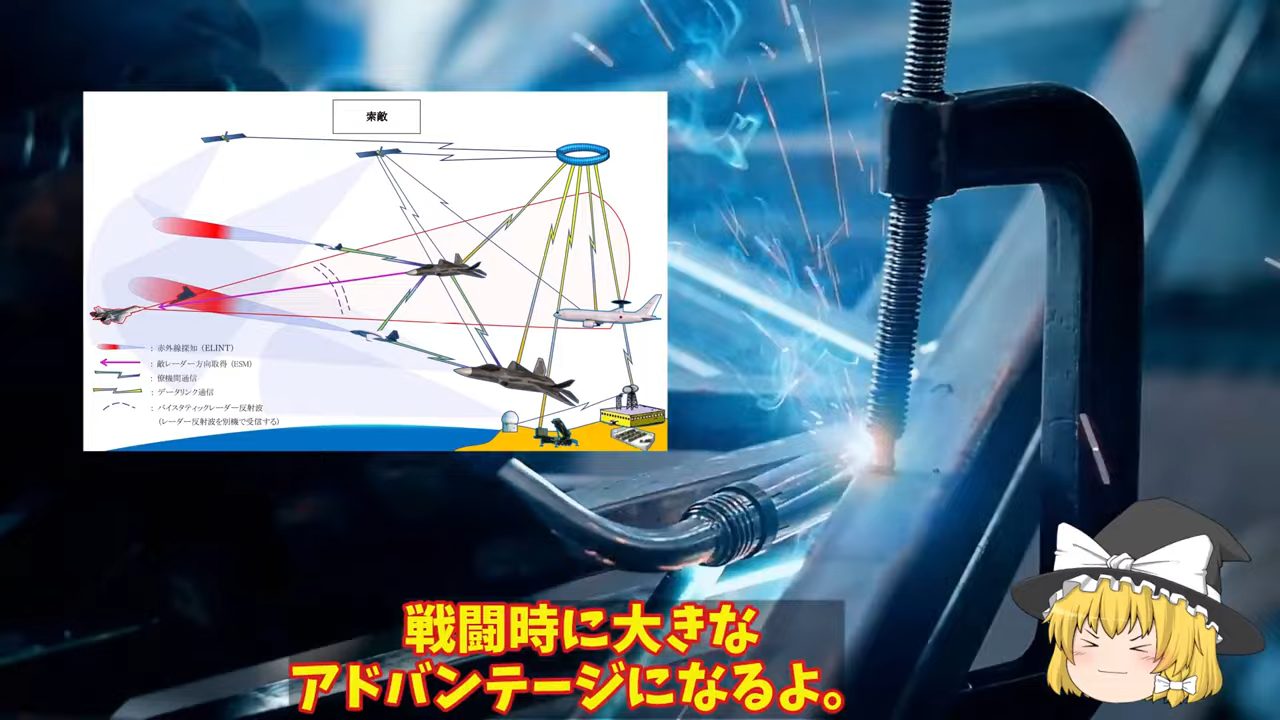 索敵
: 赤外線探知（ELINT）
: 敵レーダー方向取得（ESM）
: 僚機間通信
: データリンク通信
: バイスタティックレーダー反射波
（レーダー反射波を別機で受信する）
戦闘時に大きな
アドバンテージになるよ。